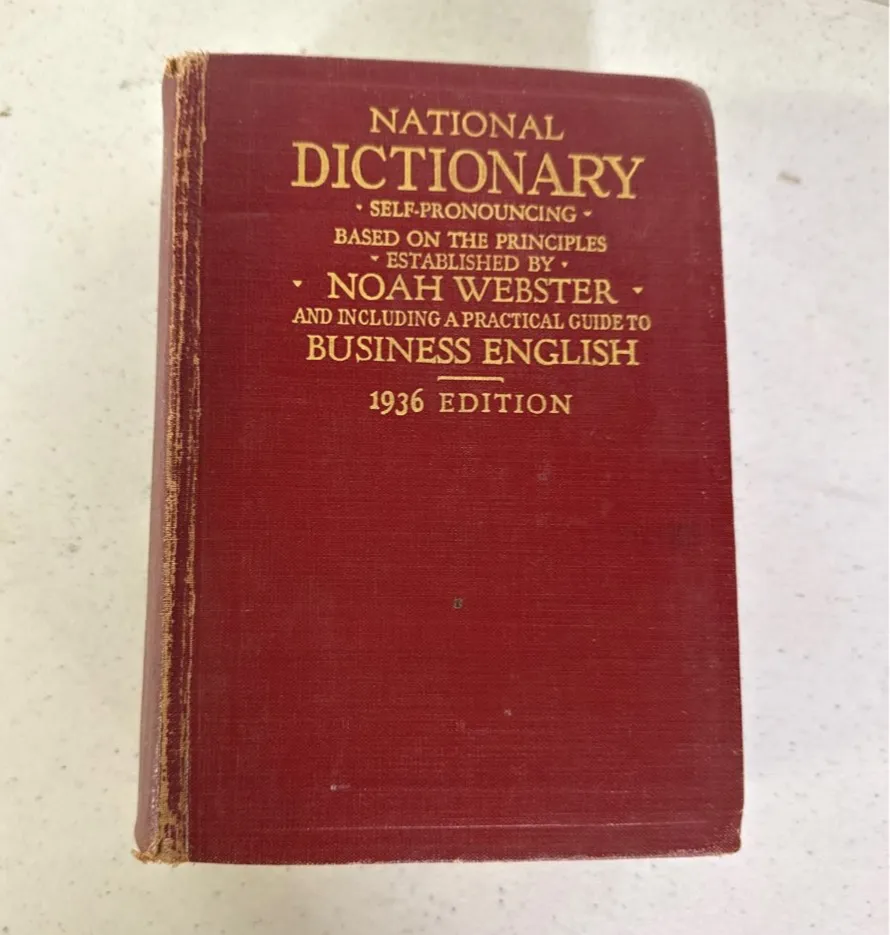 NATIONAL
DICTIONARY
· SELF-PRONOUNCING ·
BASED ON THE PRINCIPLES
· ESTABLISHED BY ·
· NOAH WEBSTER ·
AND INCLUDING A PRACTICAL GUIDE TO
BUSINESS ENGLISH
1936 EDITION